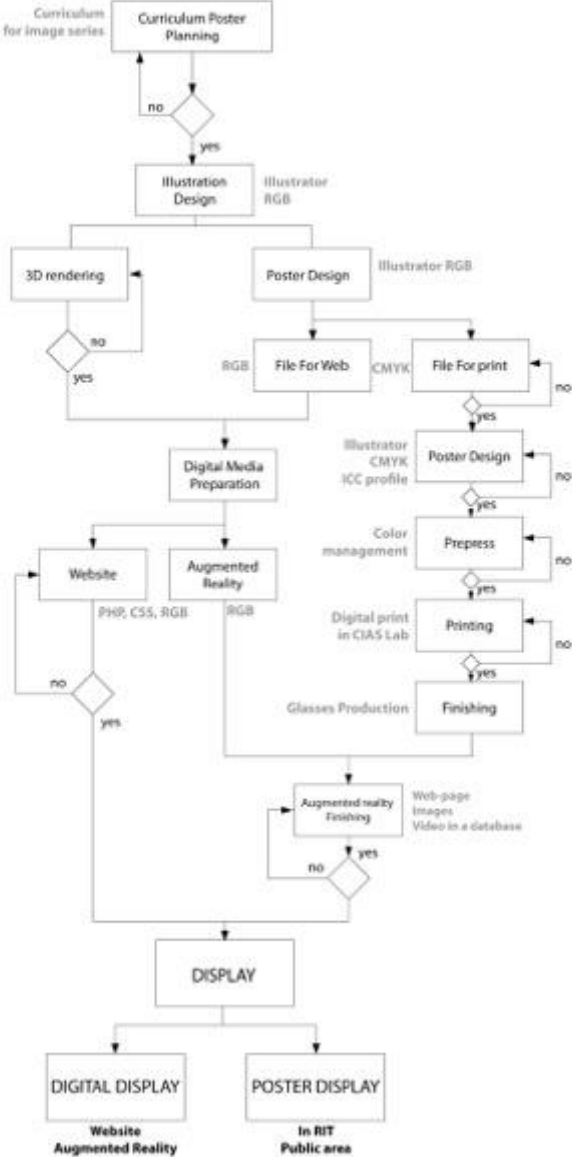 Curriculum
for image series
Curriculum Poster
Planning
no
yes
Illustration
Design
Illustrator
RGB
3D rendering
Poster Design
Illustrator RGB
no
yes
RGB
File For Web
CMYK
File For print
no
yes
Illustrator
CMYK
ICC profile
Poster Design
no
yes
Digital Media
Preparation
Color
management
Prepress
no
yes
Website
Augmented
Reality
PHP, CSS, RGB
RGB
Digital print
in CIAS Lab
Printing
no
yes
no
yes
Glasses Production
Finishing
Augmented reality
Finishing
Web-page
Images
Video in a database
no
yes
DISPLAY
DIGITAL DISPLAY
POSTER DISPLAY
Website
Augmented Reality
In RIT
Public area